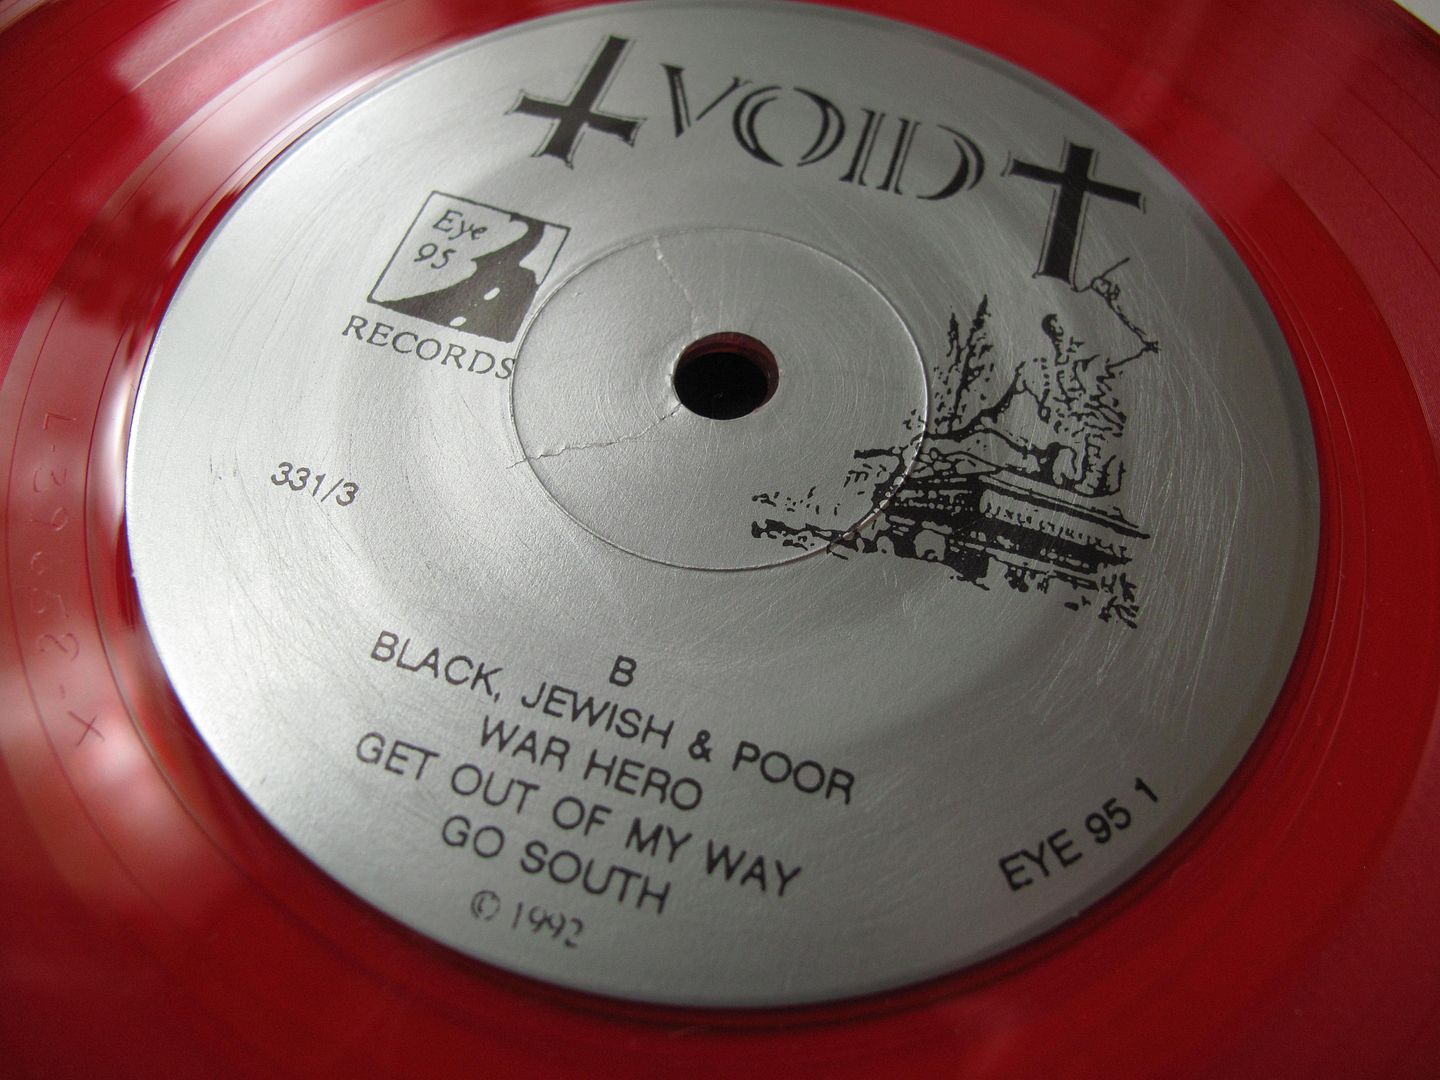 VOID
Eye
95
RECORDS
331/3
B
BLACK, JEWISH & POOR
WAR HERO
GET OUT OF MY WAY
GO SOUTH
© 1992
EYE 95 1